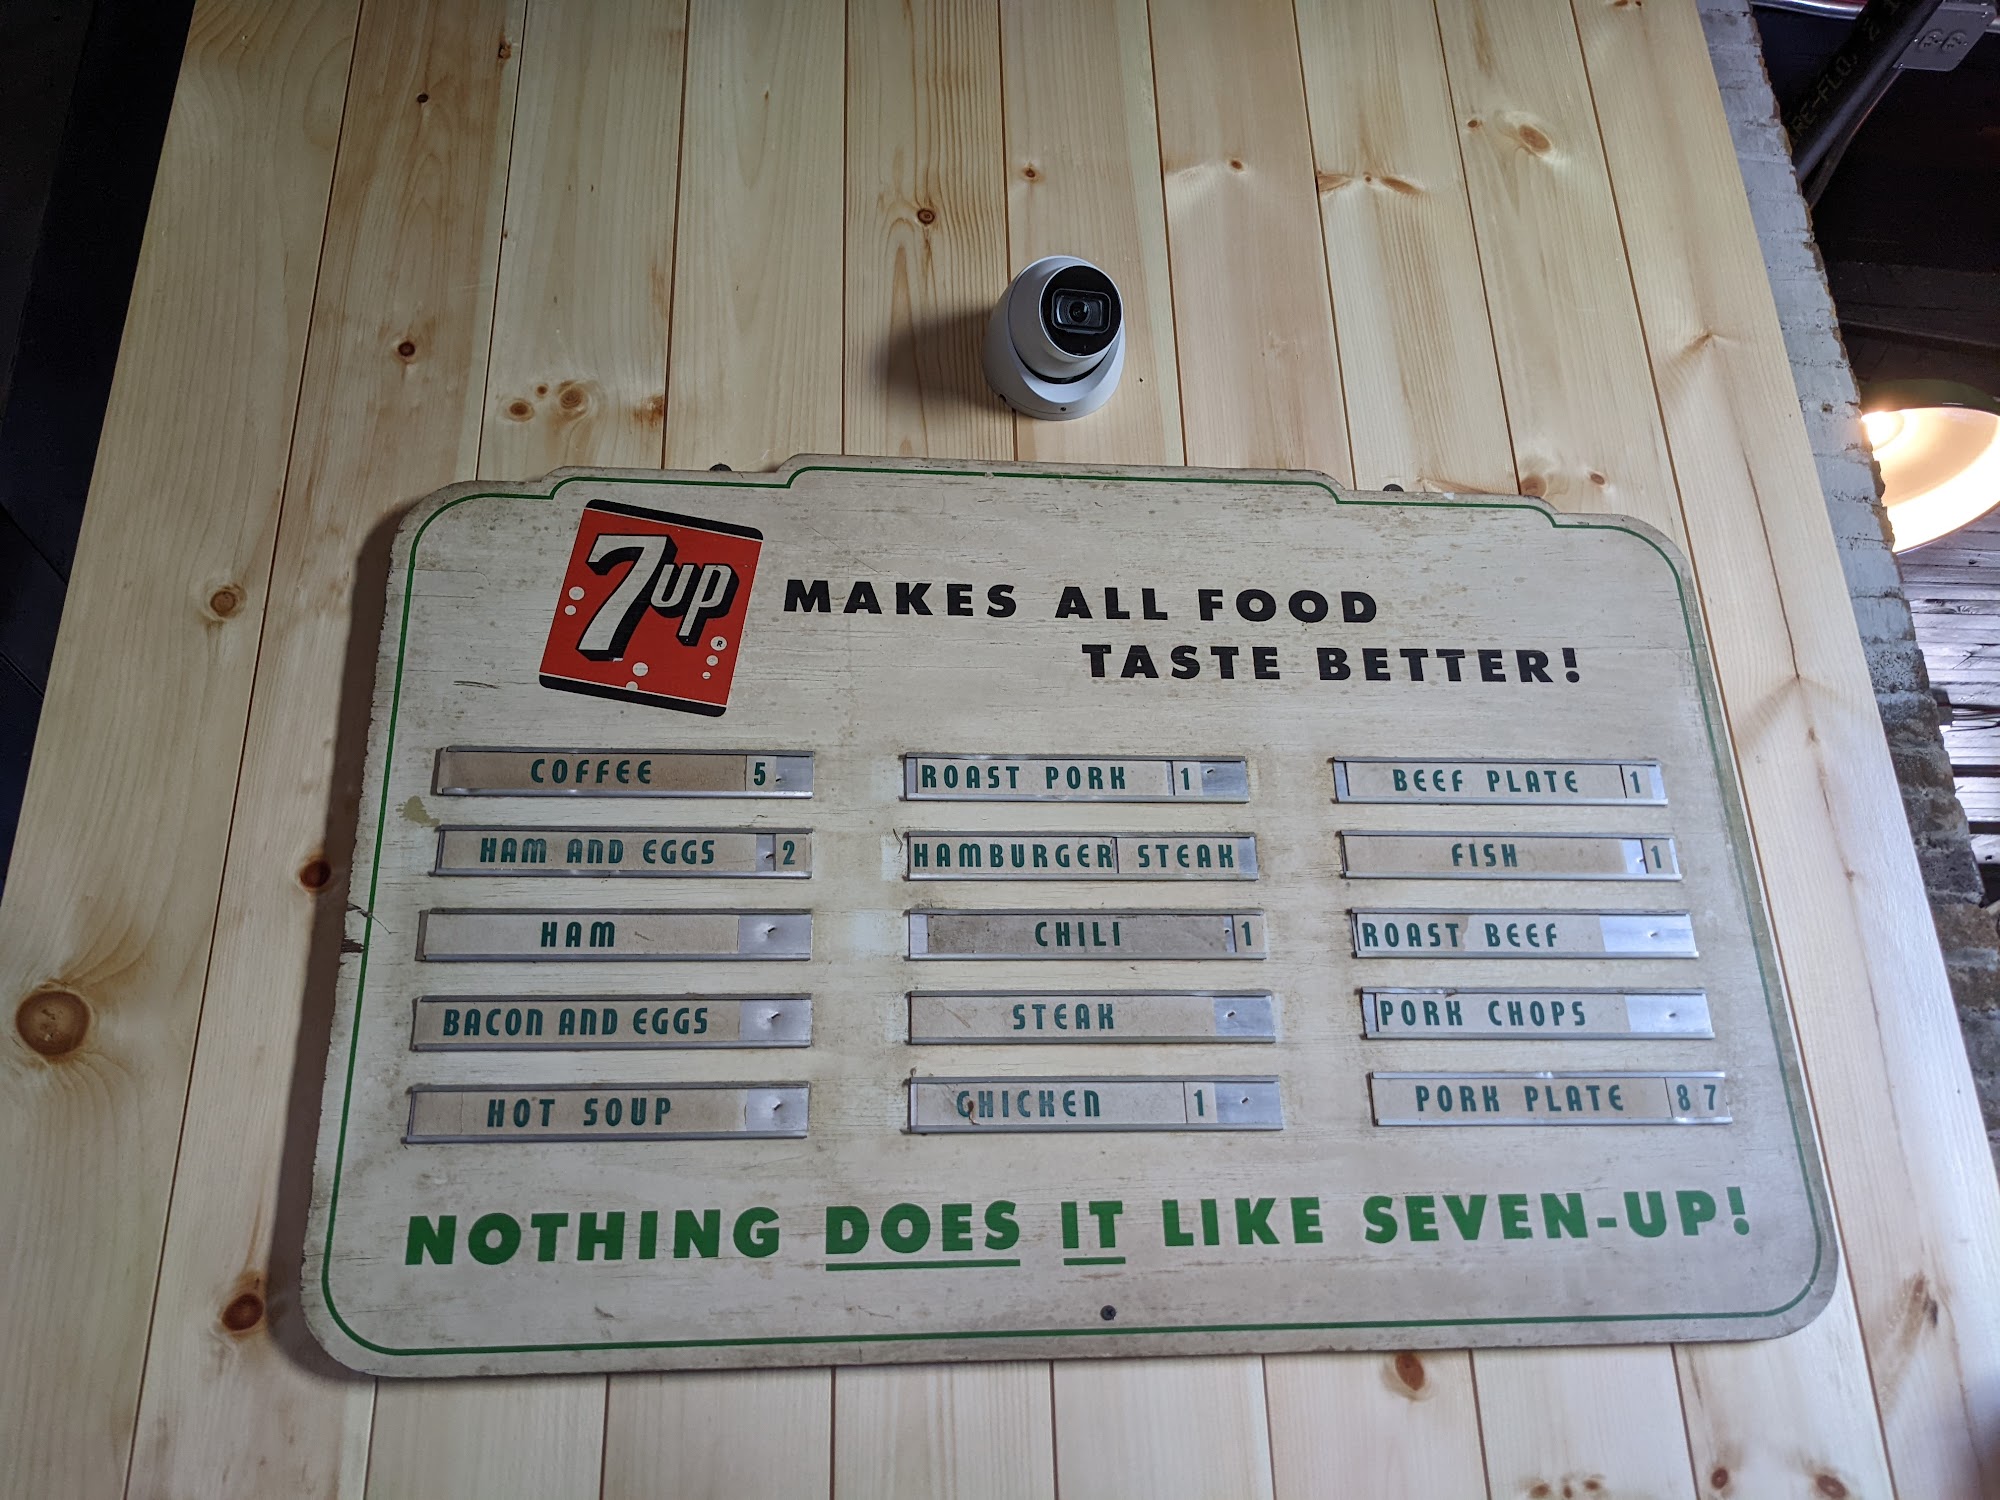 7up
MAKES ALL FOOD
TASTE BETTER!
COFFEE 5
HAM AND EGGS 2
HAM
BACON AND EGGS
HOT SOUP
ROAST PORK 1
HAMBURGER STEAK
CHILI 1
STEAK
CHICKEN 1
BEEF PLATE 1
FISH 1
ROAST BEEF
PORK CHOPS
PORK PLATE 87
NOTHING DOES IT LIKE SEVEN-UP!